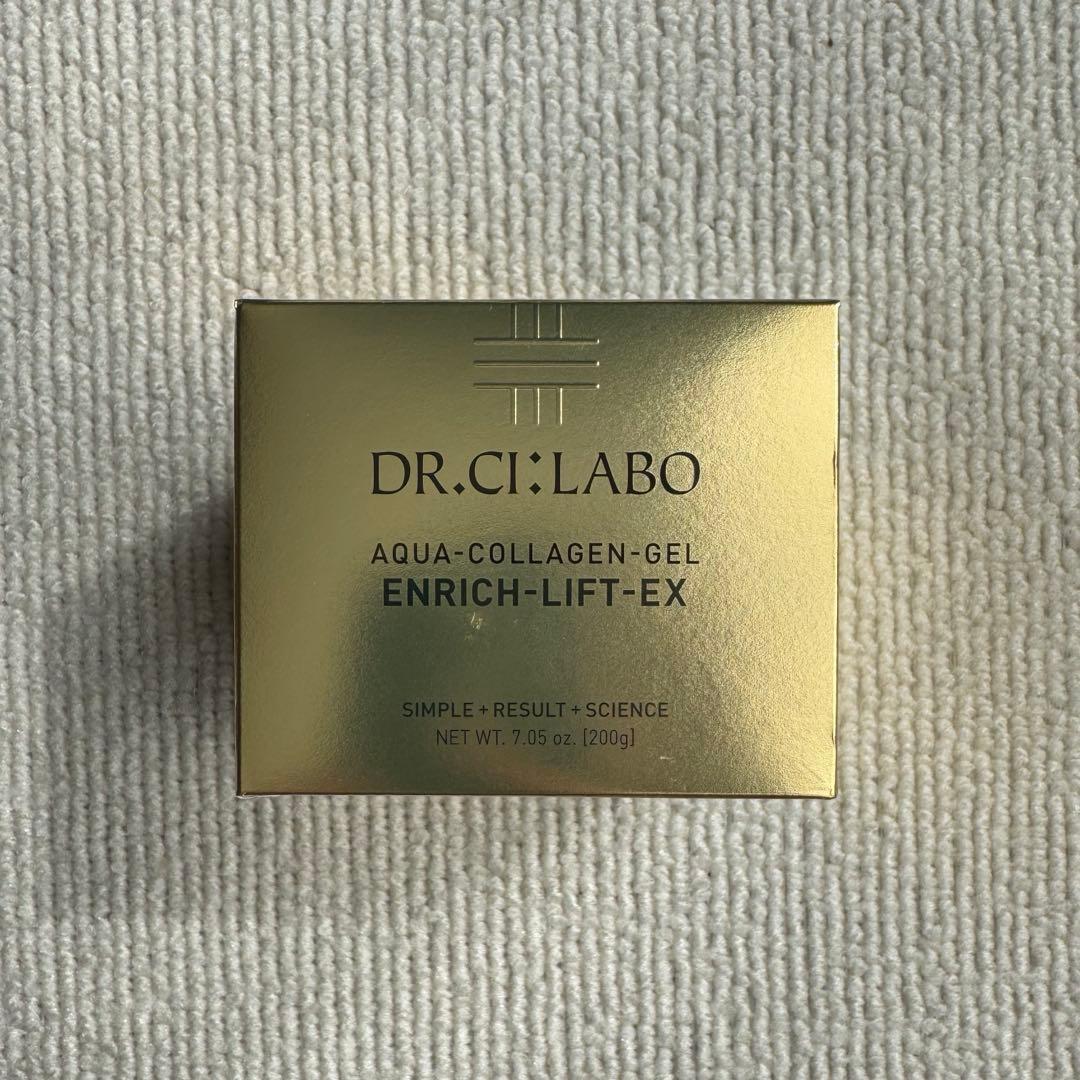 DR.CI:LABO
AQUA-COLLAGEN-GEL
ENRICH-LIFT-EX
SIMPLE+RESULT+SCIENCE
NET WT. 7.05 oz. [200g]